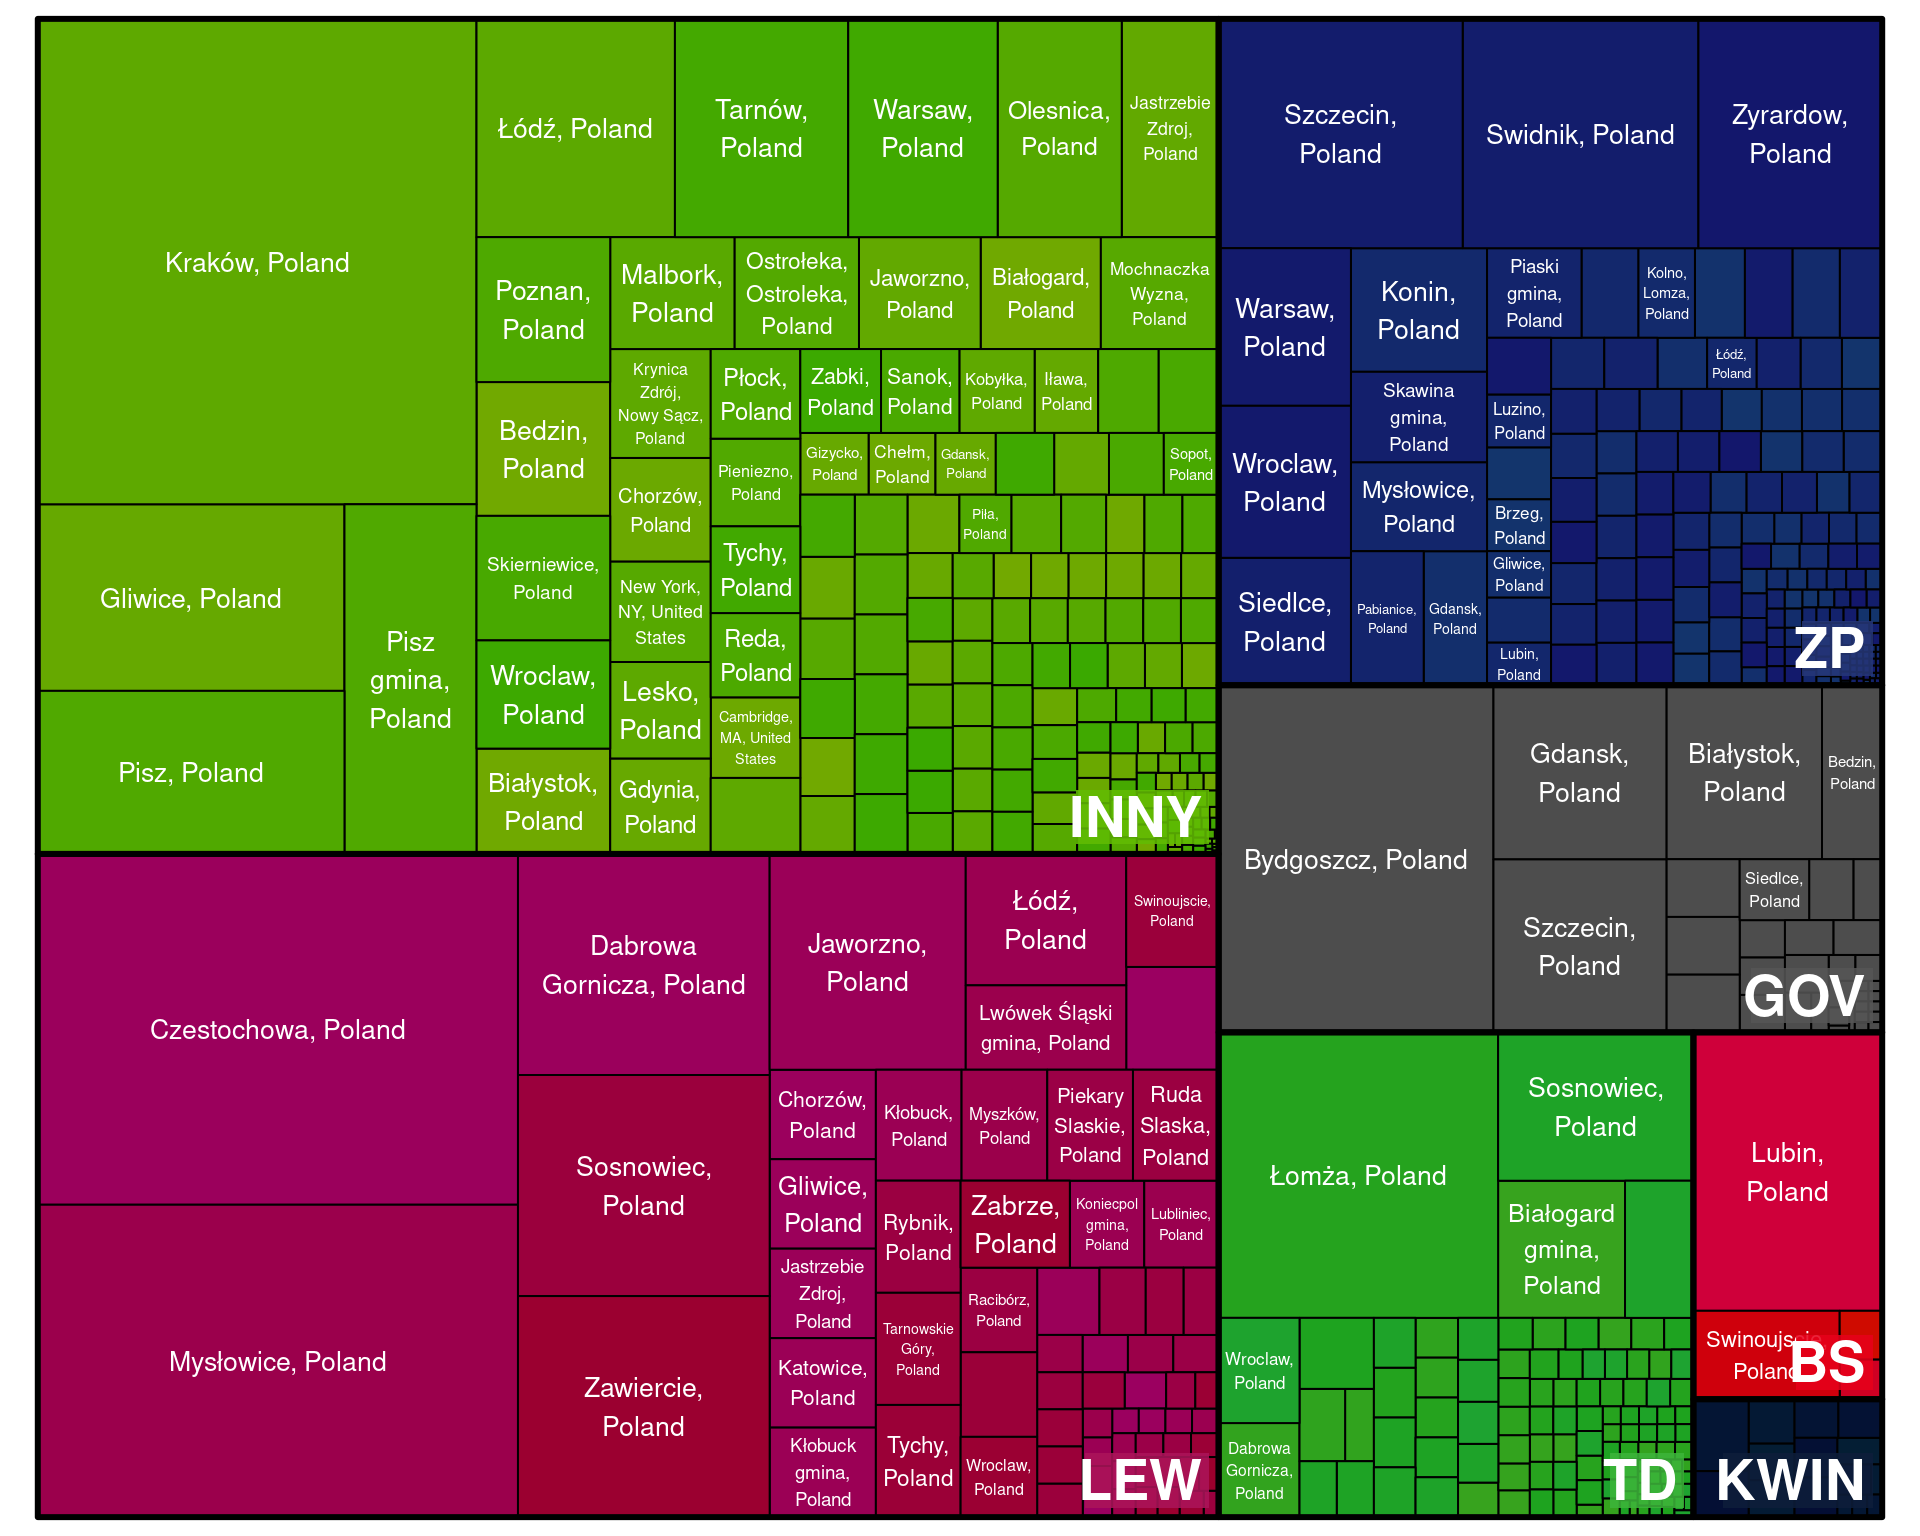 Kraków, Poland
Łódź, Poland
Tarnów,
Poland
Warsaw,
Poland
Olesnica,
Poland
Jastrzebie
Zdroj,
Poland
Poznan,
Poland
Malbork,
Poland
Ostrołeka,
Ostroleka,
Poland
Jaworzno,
Poland
Białogard,
Poland
Mochnaczka
Wyzna,
Poland
Bedzin,
Poland
Krynica
Zdrój,
Nowy Sącz,
Poland
Płock,
Poland
Zabki,
Poland
Sanok,
Poland
Kobyłka,
Poland
Iława,
Poland
Gizycko,
Poland
Chełm,
Poland
Gdansk,
Poland
Sopot,
Poland
Chorzów,
Poland
Pieniezno,
Poland
Piła,
Poland
Gliwice, Poland
Pisz
gmina,
Poland
Pisz, Poland
Skierniewice,
Poland
New York,
NY, United
States
Tychy,
Poland
Wroclaw,
Poland
Lesko,
Poland
Reda,
Poland
Cambridge,
MA, United
States
Białystok,
Poland
Gdynia,
Poland
INNY
Szczecin,
Poland
Swidnik, Poland
Zyrardow,
Poland
Warsaw,
Poland
Konin,
Poland
Piaski
gmina,
Poland
Kolno,
Lomza,
Poland
Łódź,
Poland
Skawina
gmina,
Poland
Luzino,
Poland
Wroclaw,
Poland
Mysłowice,
Poland
Brzeg,
Poland
Gliwice,
Poland
Siedlce,
Poland
Pabianice,
Poland
Gdansk,
Poland
Lubin,
Poland
ZP
Bydgoszcz, Poland
Gdansk,
Poland
Białystok,
Poland
Bedzin,
Poland
Szczecin,
Poland
Siedlce,
Poland
GOV
Czestochowa, Poland
Dabrowa
Gornicza, Poland
Jaworzno,
Poland
Łódź,
Poland
Swinoujscie,
Poland
Lwówek Śląski
gmina, Poland
Mysłowice, Poland
Sosnowiec,
Poland
Zawiercie,
Poland
Chorzów,
Poland
Kłobuck,
Poland
Myszków,
Poland
Piekary
Slaskie,
Poland
Ruda
Slaska,
Poland
Gliwice,
Poland
Rybnik,
Poland
Zabrze,
Poland
Koniecpol
gmina,
Poland
Lubliniec,
Poland
Jastrzebie
Zdroj,
Poland
Tarnowskie
Góry,
Poland
Racibórz,
Poland
Katowice,
Poland
Kłobuck
gmina,
Poland
Tychy,
Poland
Wroclaw,
Poland
LEW
Łomża, Poland
Sosnowiec,
Poland
Białogard
gmina,
Poland
Wroclaw,
Poland
Dabrowa
Gornicza,
Poland
TD
Lubin,
Poland
Swinoujscie
Poland
BS
KWIN